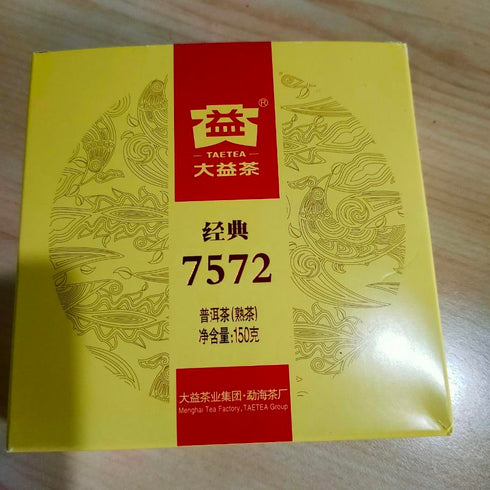 益®
TAETEA
大益茶
经典
7572
普洱茶(熟茶)
净含量:150克
大益茶业集团·勐海茶厂
Menghai Tea Factory, TAETEA Group